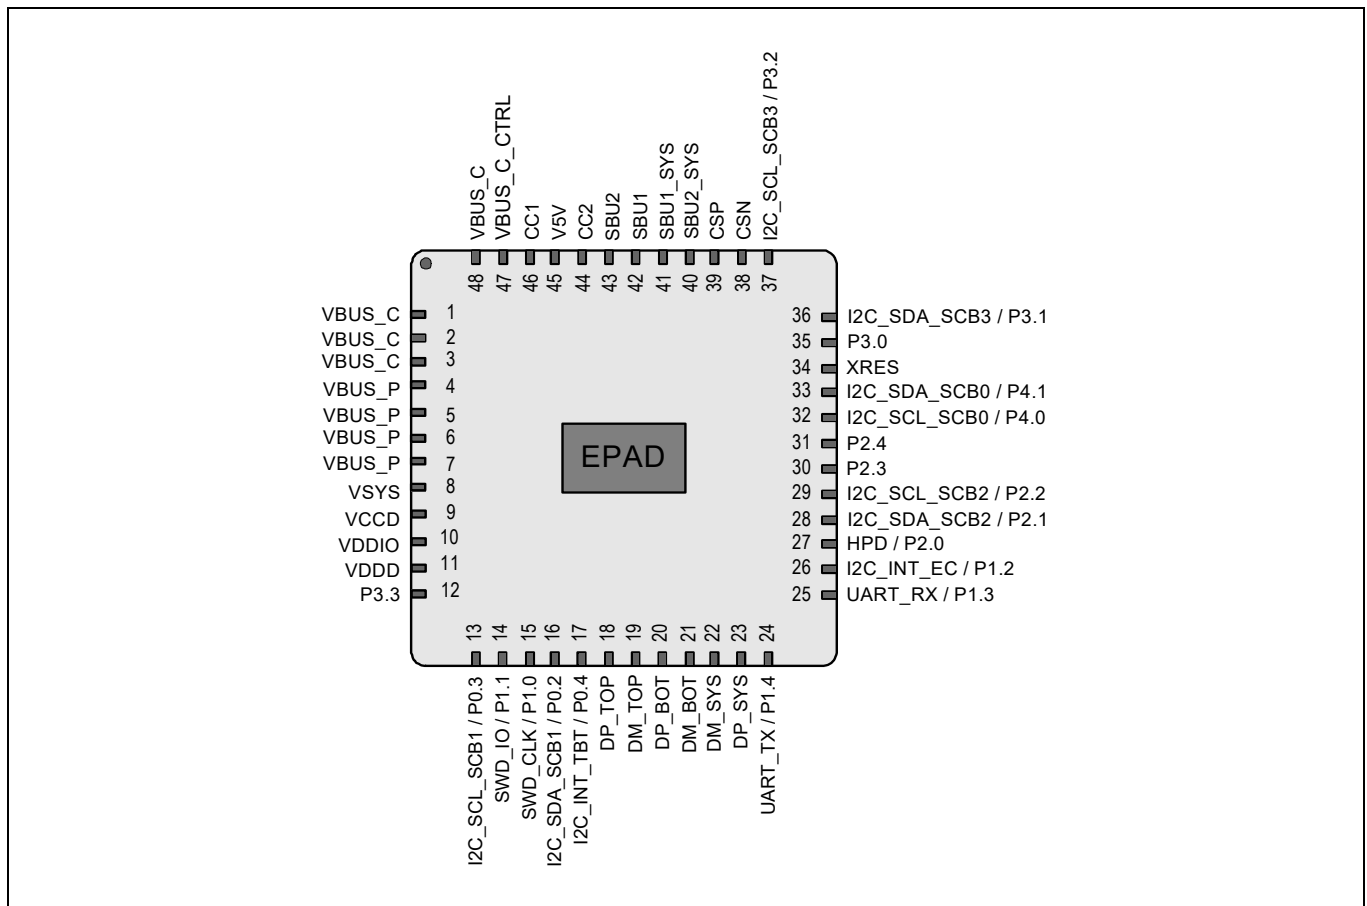 VBUS_C
VBUS_C_CTRL
CC1
V5V
CC2
SBU2
SBU1
SBU1_SYS
SBU2_SYS
CSP
CSN
I2C_SCL_SCB3 / P3.2
48
47
46
45
44
43
42
41
40
39
38
37
VBUS_C 1
VBUS_C 2
VBUS_C 3
VBUS_P 4
VBUS_P 5
VBUS_P 6
VBUS_P 7
VSYS 8
VCCD 9
VDDIO 10
VDDD 11
P3.3 12
EPAD
36 I2C_SDA_SCB3 / P3.1
35 P3.0
34 XRES
33 I2C_SDA_SCB0 / P4.1
32 I2C_SCL_SCB0 / P4.0
31 P2.4
30 P2.3
29 I2C_SCL_SCB2 / P2.2
28 I2C_SDA_SCB2 / P2.1
27 HPD / P2.0
26 I2C_INT_EC / P1.2
25 UART_RX / P1.3
13
14
15
16
17
18
19
20
21
22
23
24
I2C_SCL_SCB1 / P0.3
SWD_IO / P1.1
SWD_CLK / P1.0
I2C_SDA_SCB1 / P0.2
I2C_INT_TBT / P0.4
DP_TOP
DM_TOP
DP_BOT
DM_BOT
DM_SYS
DP_SYS
UART_TX / P1.4